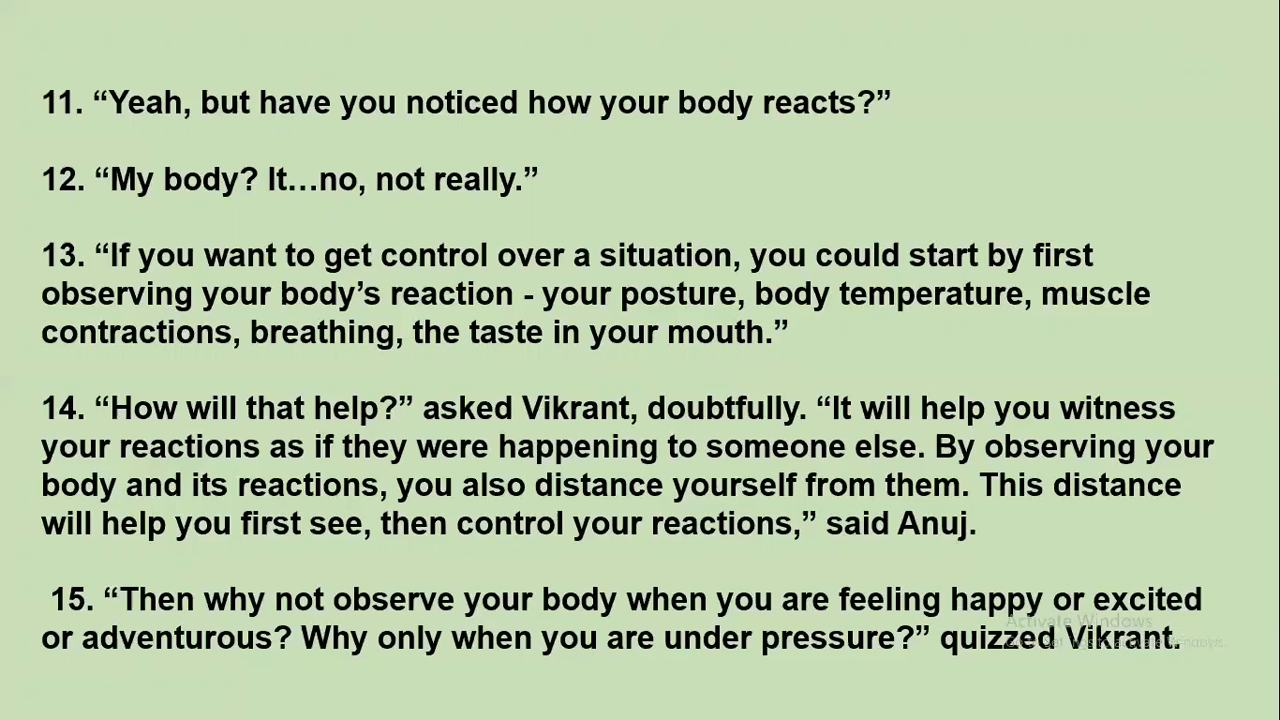 11. “Yeah, but have you noticed how your body reacts?”
12. “My body? It…no, not really.”
13. “If you want to get control over a situation, you could start by first
observing your body’s reaction - your posture, body temperature, muscle
contractions, breathing, the taste in your mouth.”
14. “How will that help?” asked Vikrant, doubtfully. “It will help you witness
your reactions as if they were happening to someone else. By observing your
body and its reactions, you also distance yourself from them. This distance
will help you first see, then control your reactions,” said Anuj.
15. “Then why not observe your body when you are feeling happy or excited
Activate Windows
or adventurous? Why only when you are under pressure?” quizzed Vikrant.